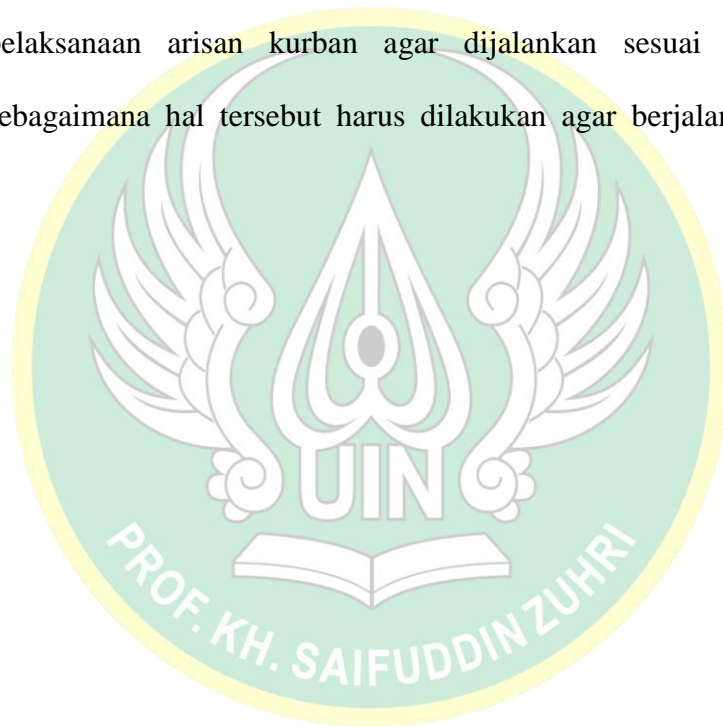 pelaksanaan arisan kurban agar dijalankan sesuai
sebagaimana hal tersebut harus dilakukan agar berjalan
UIN
PROF. KH. SAIFUDDIN ZUHRI